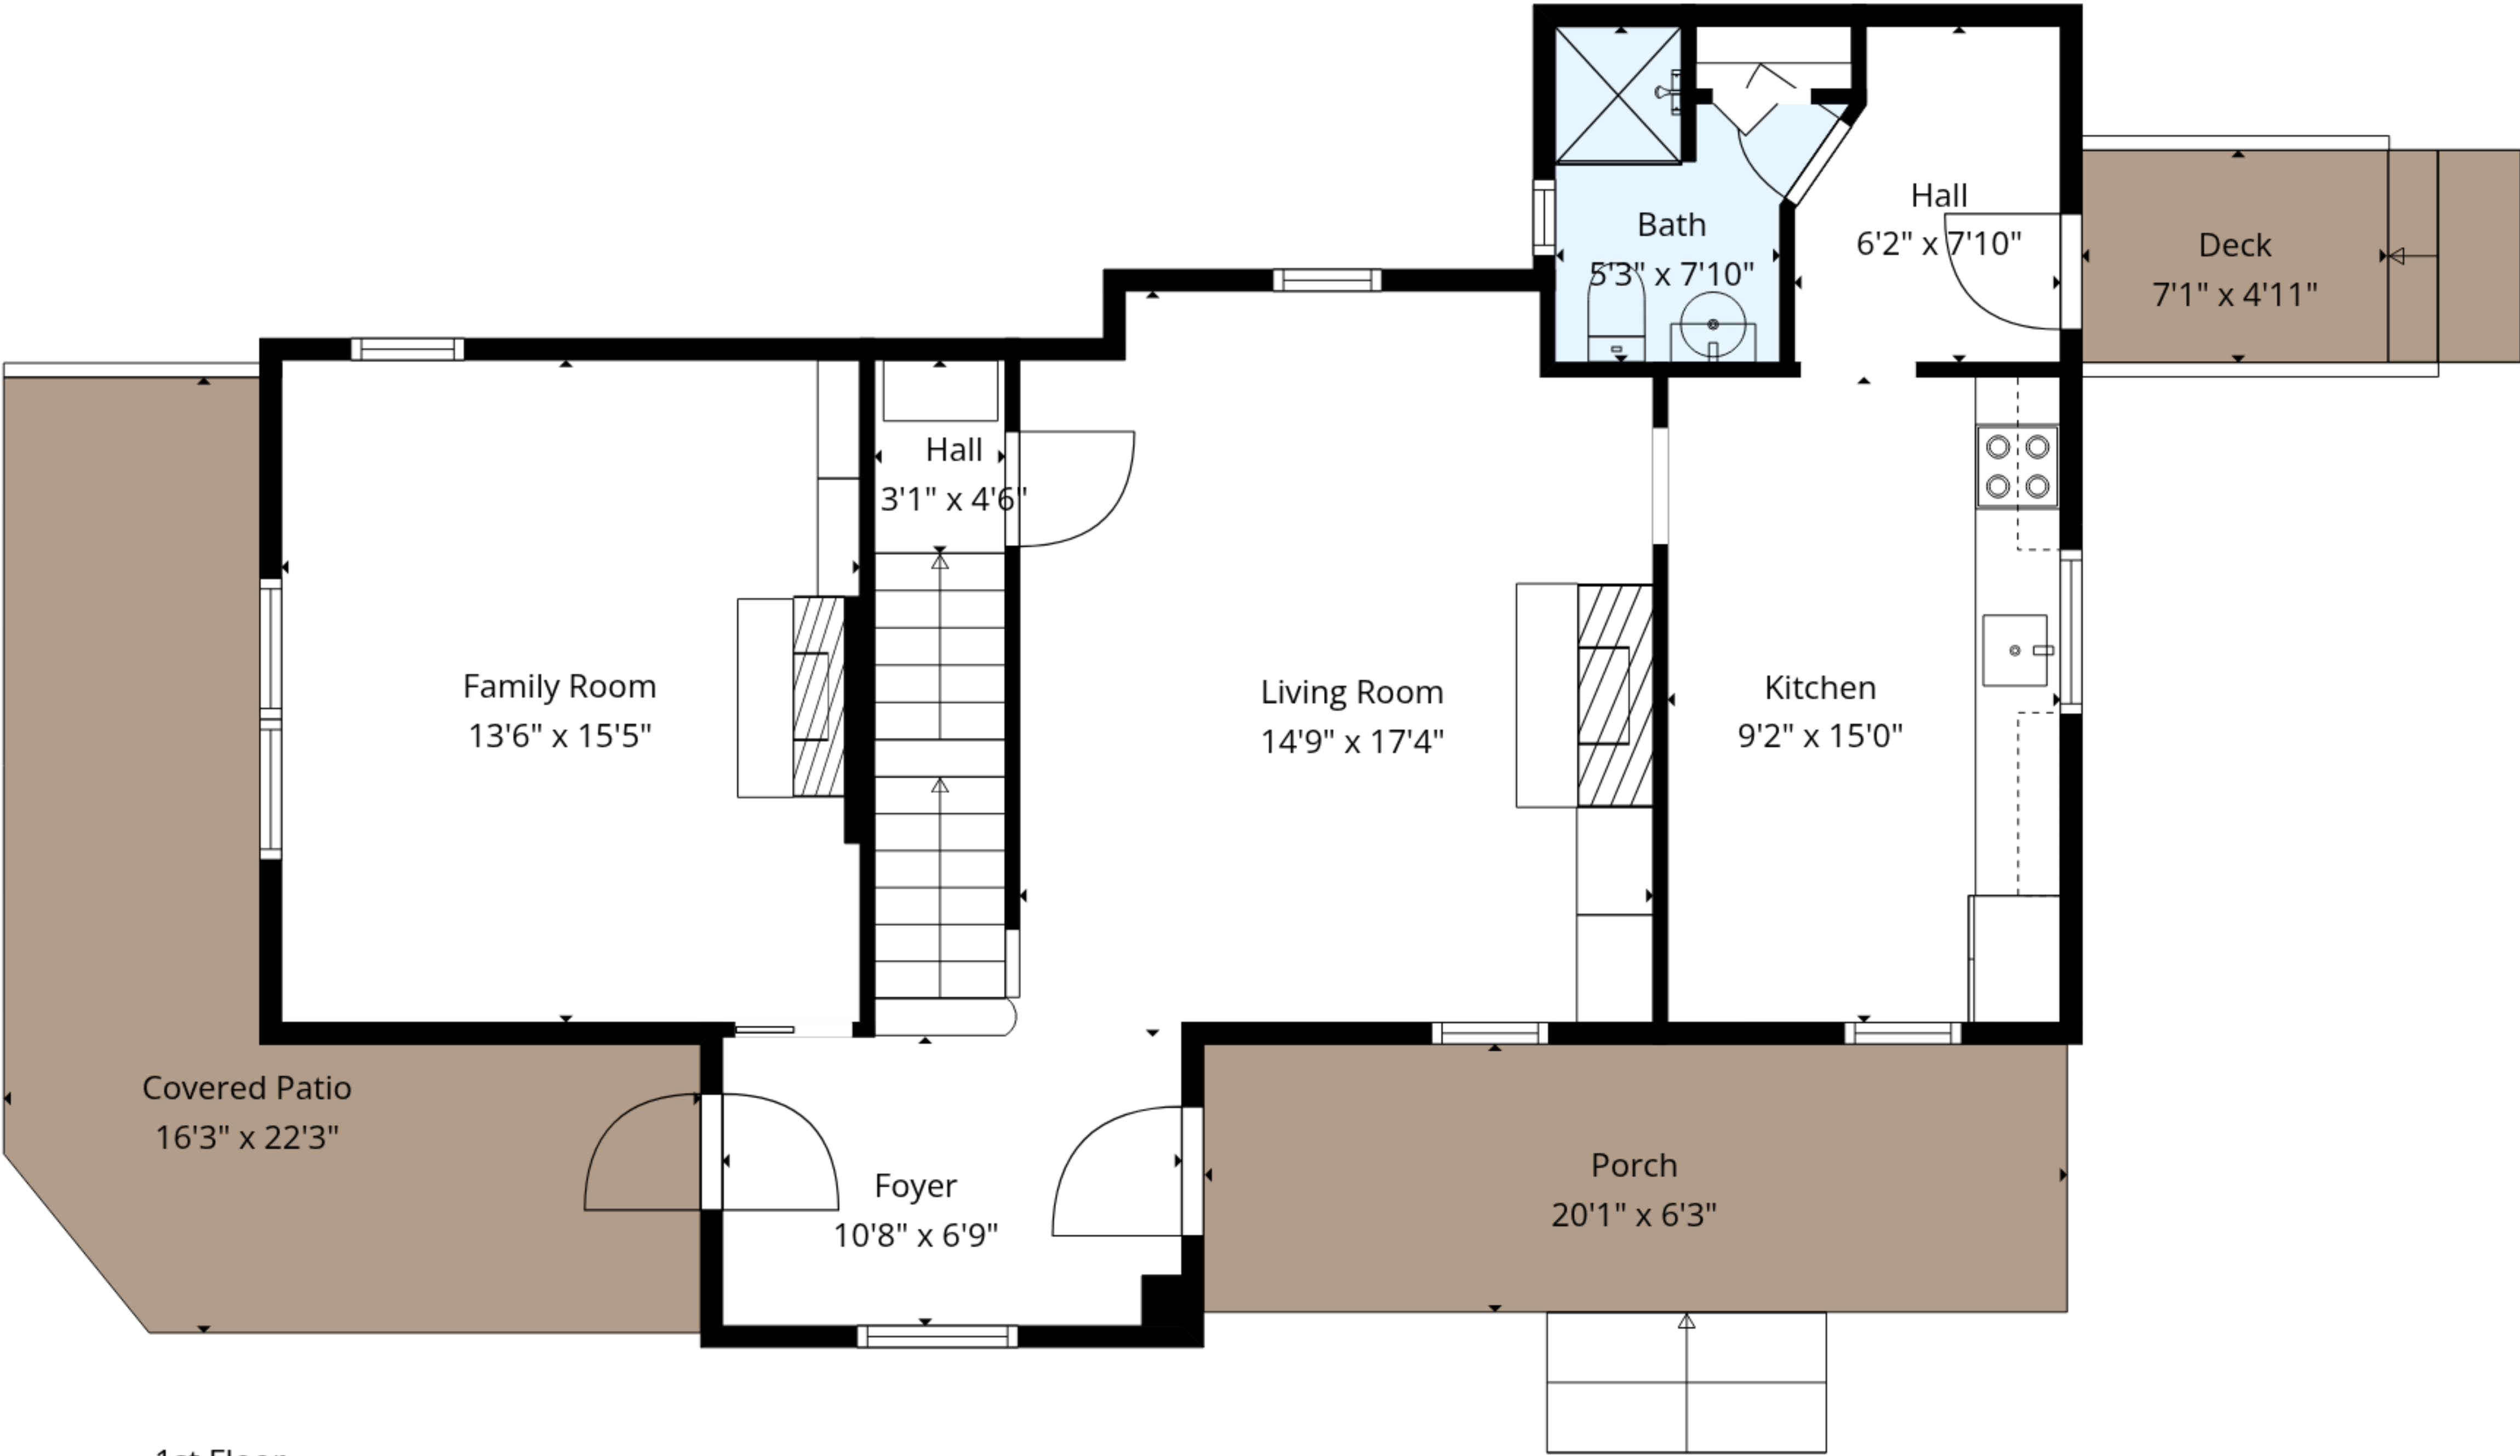 Bath
5'3" x 7'10"
Hall
6'2" x 7'10"
Deck
7'1" x 4'11"
Hall
3'1" x 4'6"
Family Room
13'6" x 15'5"
Living Room
14'9" x 17'4"
Kitchen
9'2" x 15'0"
Covered Patio
16'3" x 22'3"
Foyer
10'8" x 6'9"
Porch
20'1" x 6'3"
1st Floor